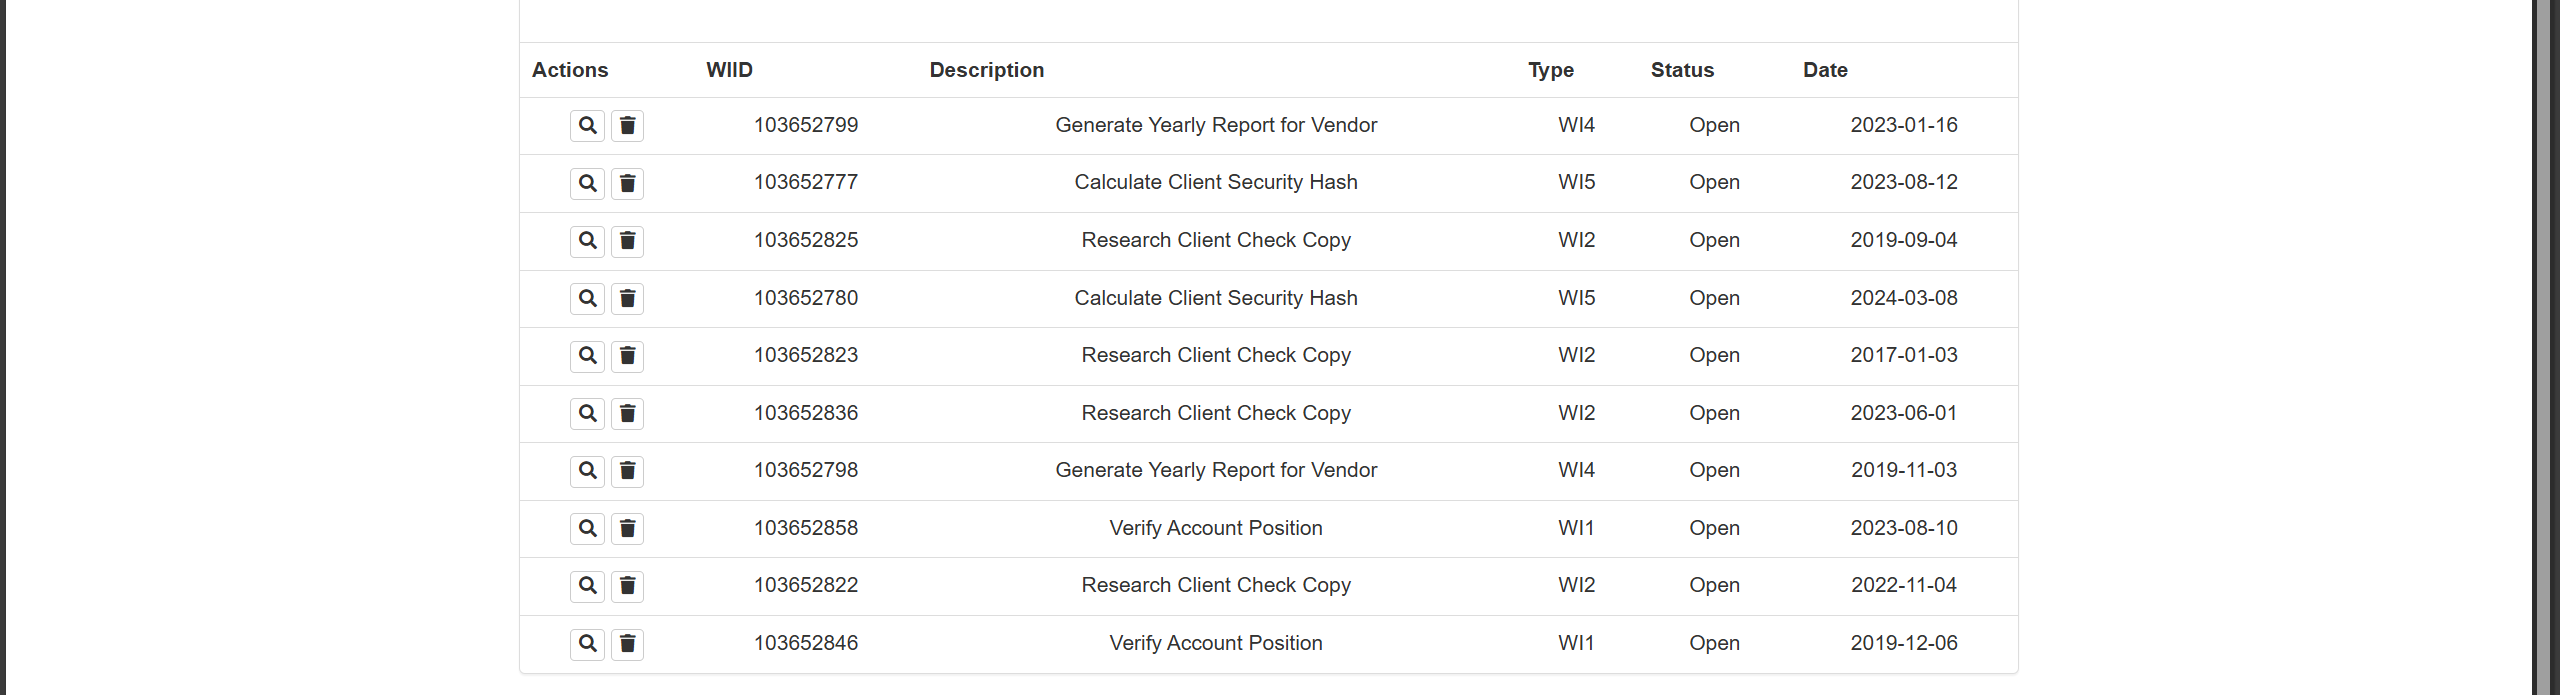 Actions WIID Description Type Status Date
103652799 Generate Yearly Report for Vendor WI4 Open 2023-01-16
103652777 Calculate Client Security Hash WI5 Open 2023-08-12
103652825 Research Client Check Copy WI2 Open 2019-09-04
103652780 Calculate Client Security Hash WI5 Open 2024-03-08
103652823 Research Client Check Copy WI2 Open 2017-01-03
103652836 Research Client Check Copy WI2 Open 2023-06-01
103652798 Generate Yearly Report for Vendor WI4 Open 2019-11-03
103652858 Verify Account Position WI1 Open 2023-08-10
103652822 Research Client Check Copy WI2 Open 2022-11-04
103652846 Verify Account Position WI1 Open 2019-12-06